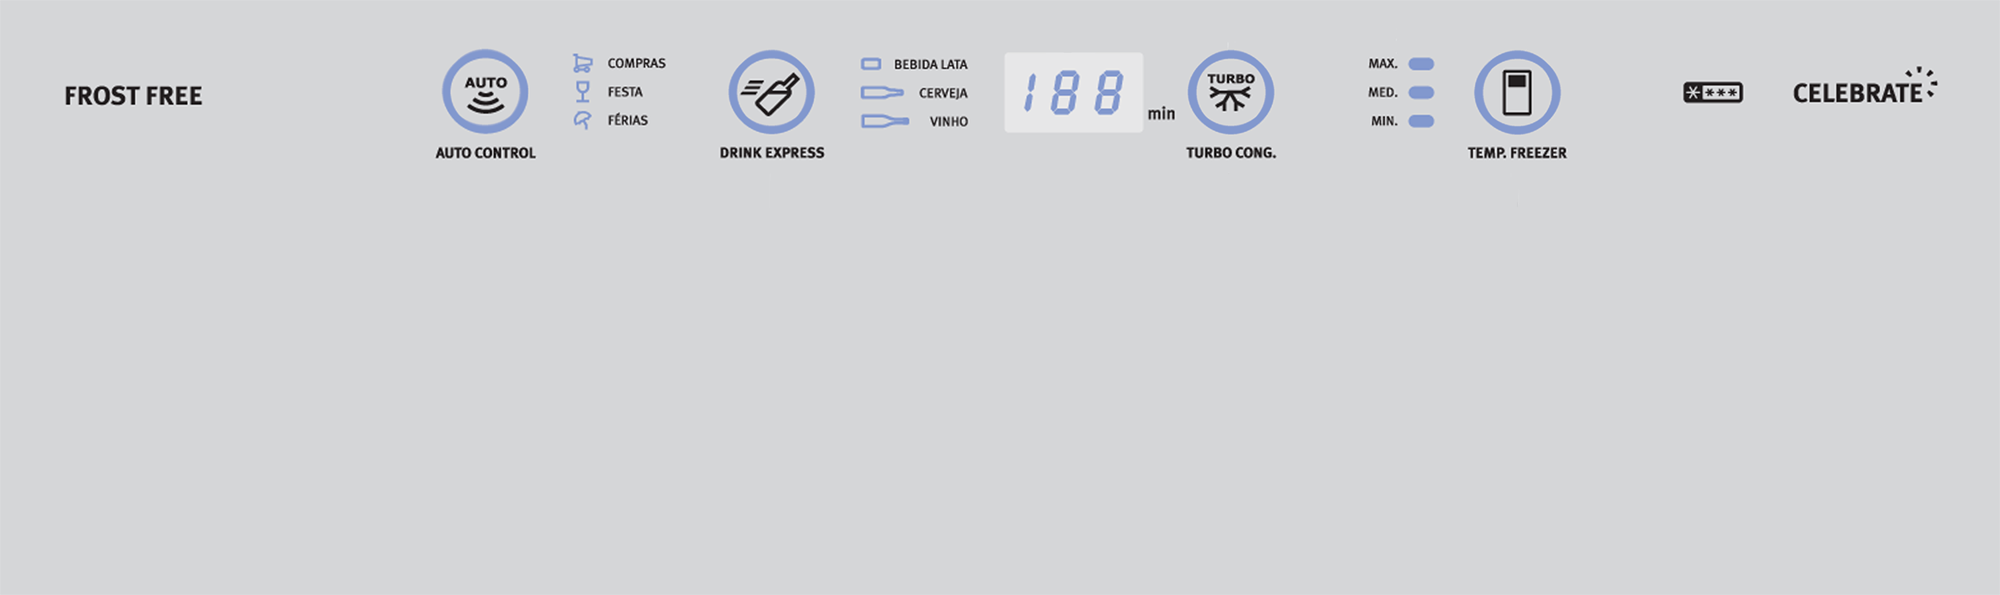 FROST FREE
AUTO
AUTO CONTROL
COMPRAS
FESTA
FÉRIAS
DRINK EXPRESS
BEBIDA LATA
CERVEJA
VINHO
188 min
TURBO
TURBO CONG.
MAX.
MED.
MIN.
TEMP. FREEZER
CELEBRATE